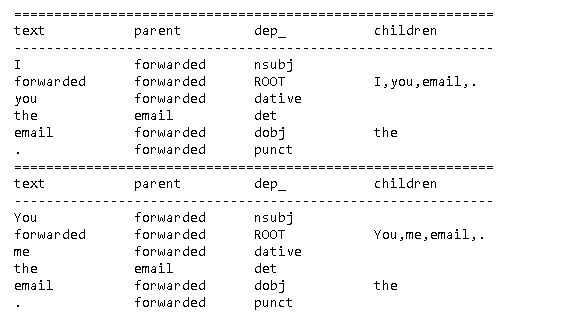 ============================================================
text           parent         dep_           children
------------------------------------------------------------
I              forwarded      nsubj
forwarded      forwarded      ROOT           I,you,email,.
you            forwarded      dative
the            email          det
email          forwarded      dobj           the
.              forwarded      punct
============================================================
text           parent         dep_           children
------------------------------------------------------------
You            forwarded      nsubj
forwarded      forwarded      ROOT           You,me,email,.
me             forwarded      dative
the            email          det
email          forwarded      dobj           the
.              forwarded      punct